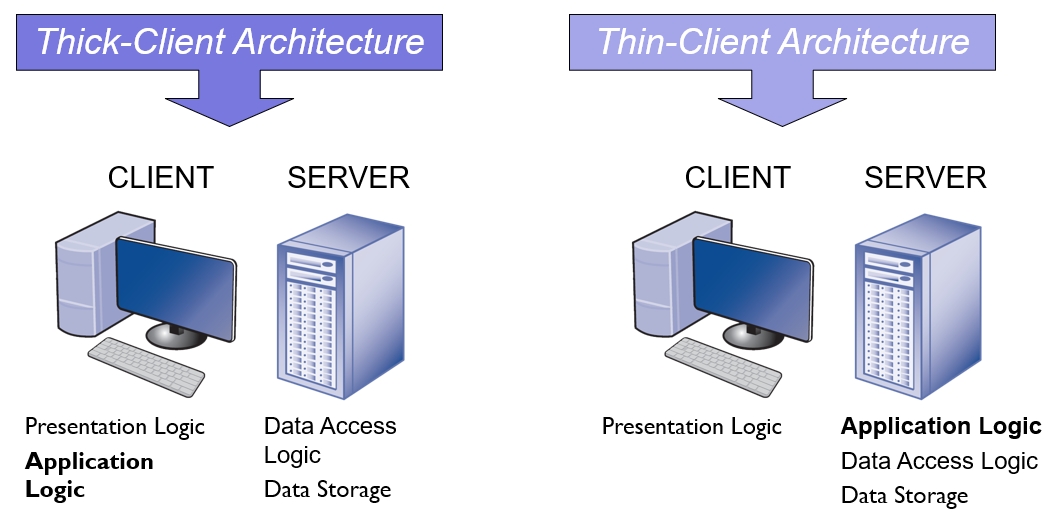 Thick-Client Architecture
Thin-Client Architecture
CLIENT
SERVER
CLIENT
SERVER
Presentation Logic
Application
Logic
Data Access
Logic
Data Storage
Presentation Logic
Application Logic
Data Access Logic
Data Storage